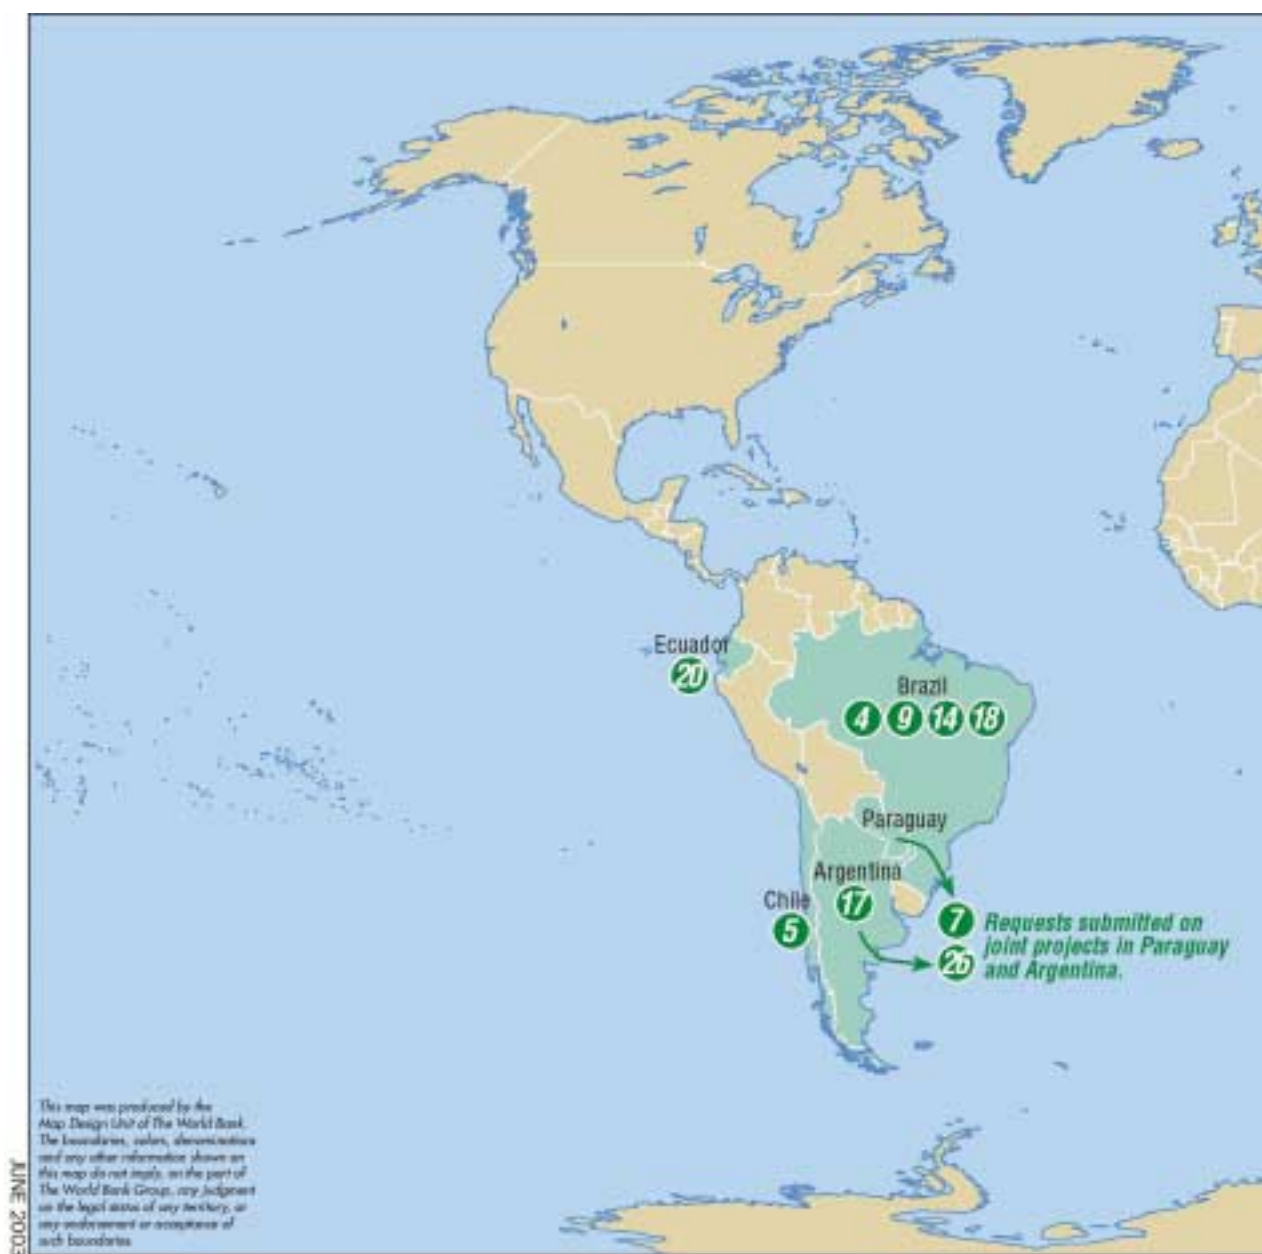 Ecuador
20
Brazil
4 9 14 18
Paraguay
Argentina
17
Chile
5
7
26
Requests submitted on
joint projects in Paraguay
and Argentina.
This map was produced by the
Map Design Unit of The World Bank.
The boundaries, colors, denominations
and any other information shown on
this map do not imply, on the part of
The World Bank Group, any judgment
on the legal status of any territory, or
any endorsement or acceptance of
such boundaries.
JUNE 2003